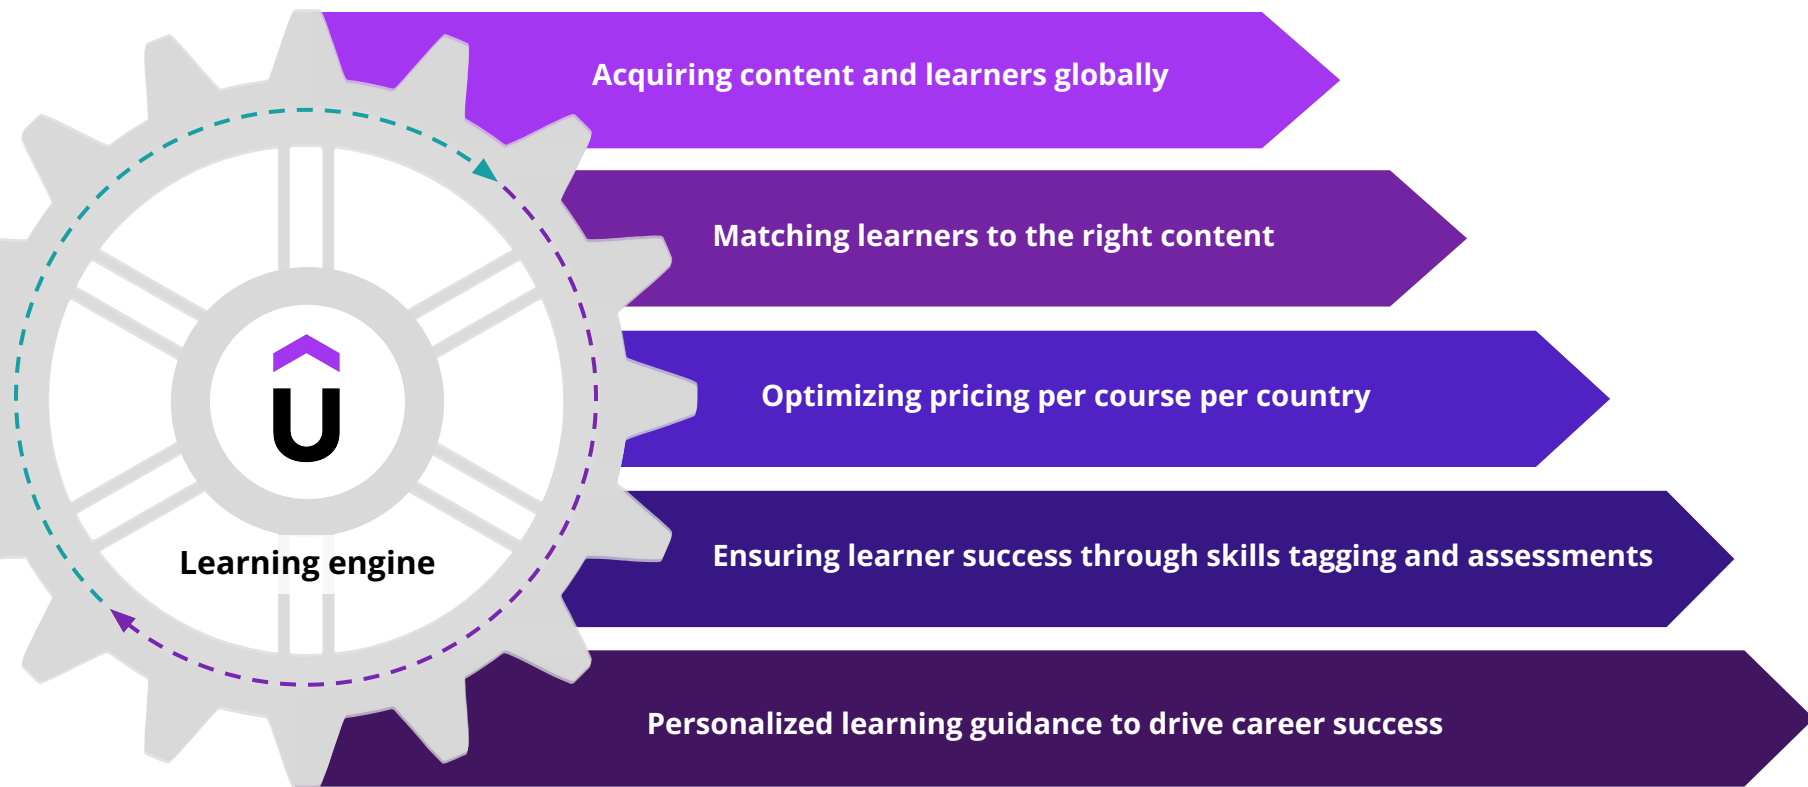 Acquiring content and learners globally
Matching learners to the right content
Optimizing pricing per course per country
Ensuring learner success through skills tagging and assessments
Personalized learning guidance to drive career success
U
Learning engine